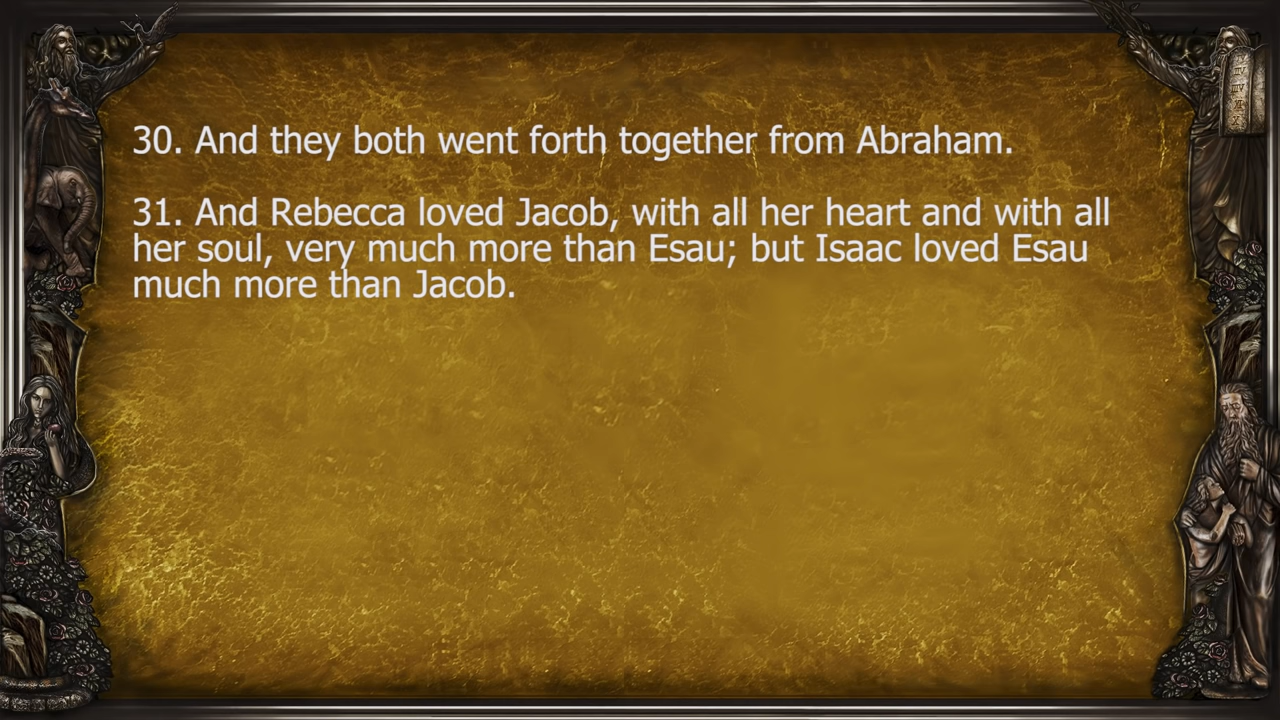 30. And they both went forth together from Abraham.
31. And Rebecca loved Jacob, with all her heart and with all
her soul, very much more than Esau; but Isaac loved Esau
much more than Jacob.